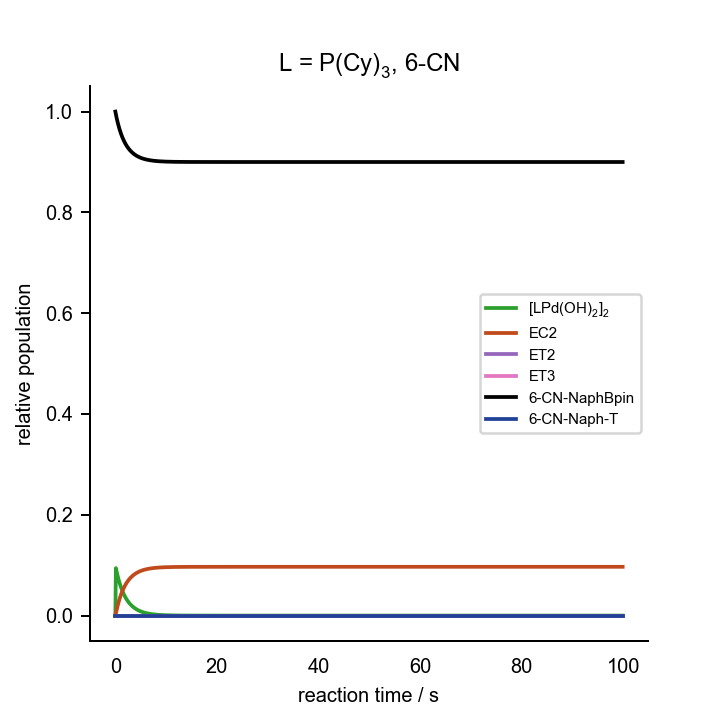 L = P(Cy)₃, 6-CN
1.0
0.8
0.6
0.4
0.2
0.0
relative population
[LPd(OH)₂]₂
EC2
ET2
ET3
6-CN-NaphBpin
6-CN-Naph-T
0 20 40 60 80 100
reaction time / s